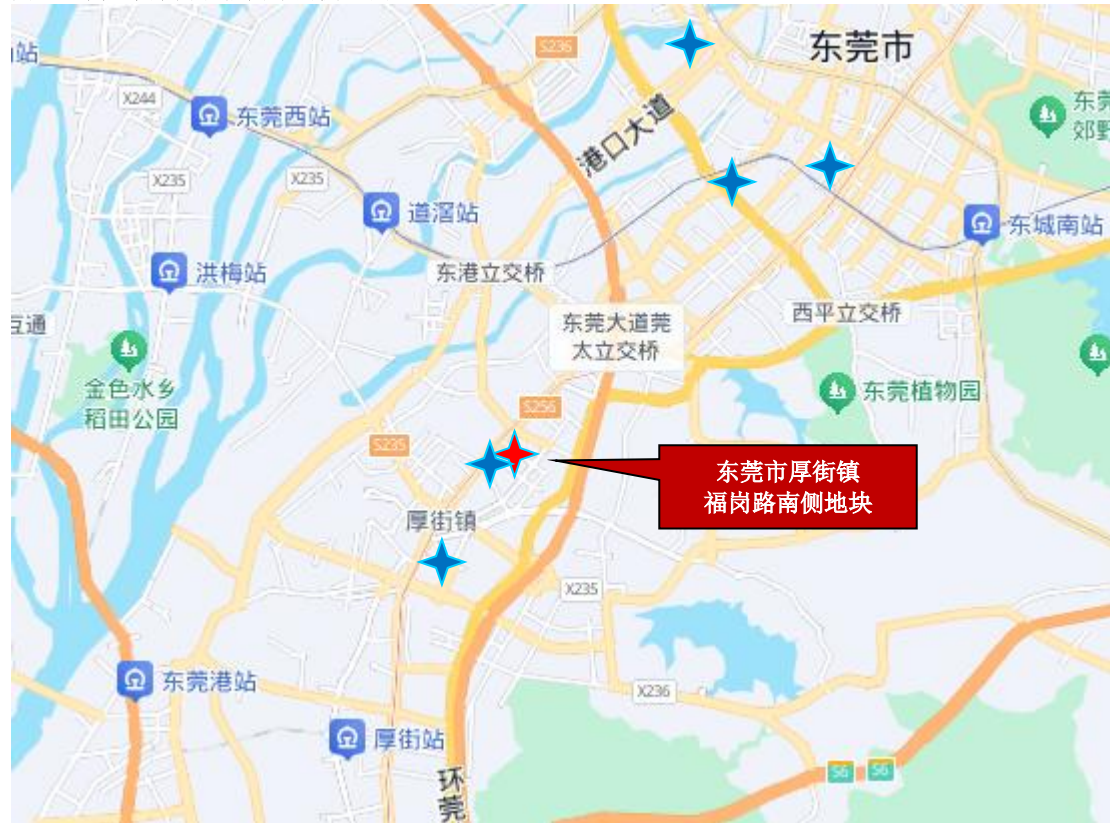 站
S236
东莞市
X244
东莞西站
港口大道
东莞
郊野
X235
X235
道滘站
东城南站
洪梅站
东港立交桥
互通
东莞大道莞
太立交桥
西平立交桥
金色水乡
稻田公园
东莞植物园
S256
S235
东莞市厚街镇
福岗路南侧地块
厚街镇
X235
东莞港站
X236
厚街站
环莞
S6
S6